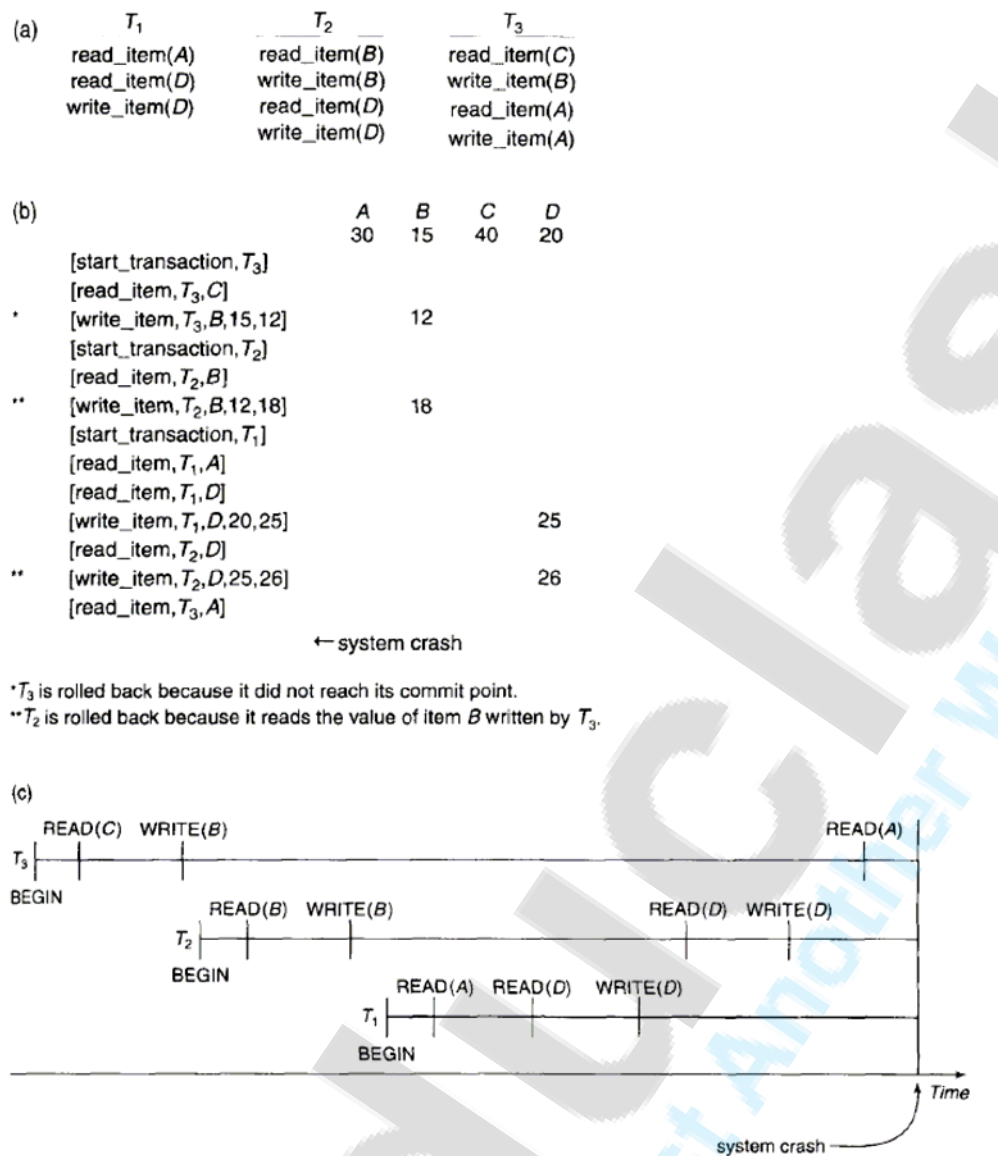 (a) T₁ T₂ T₃
read_item(A) read_item(B) read_item(C)
read_item(D) write_item(B) write_item(B)
write_item(D) read_item(D) read_item(A)
write_item(D) write_item(A)
(b) A B C D
30 15 40 20
[start_transaction,T₃]
[read_item,T₃,C]
* [write_item,T₃,B,15,12] 12
[start_transaction,T₂]
[read_item,T₂,B]
** [write_item,T₂,B,12,18] 18
[start_transaction,T₁]
[read_item,T₁,A]
[read_item,T₁,D]
[write_item,T₁,D,20,25] 25
[read_item,T₂,D]
** [write_item,T₂,D,25,26] 26
[read_item,T₃,A]
← system crash
*T₃ is rolled back because it did not reach its commit point.
**T₂ is rolled back because it reads the value of item B written by T₃.
(c)
READ(C) WRITE(B) READ(A)
T₃
BEGIN
READ(B) WRITE(B) READ(D) WRITE(D)
T₂
BEGIN
READ(A) READ(D) WRITE(D)
T₁
BEGIN
Time
system crash
Another